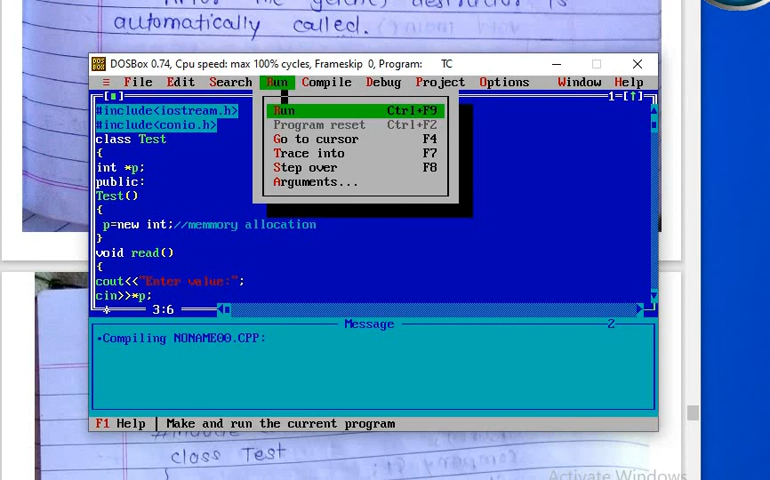 automatically called.
DOSBox 0.74, Cpu speed: max 100% cycles, Frameskip 0, Program: TC
≡ File Edit Search Run Compile Debug Project Options Window Help
1=[↑]
#include<iostream.h>
#include<conio.h>
class Test
{
int *p;
public:
Test()
{
p=new int;//memmory allocation
}
void read()
{
cout<<"Enter value:";
cin>>*p;
Run Ctrl+F9
Program reset Ctrl+F2
Go to cursor F4
Trace into F7
Step over F8
Arguments...
3:6
Message 2
•Compiling NONAME00.CPP:
F1 Help | Make and run the current program
class Test
Activate Windows